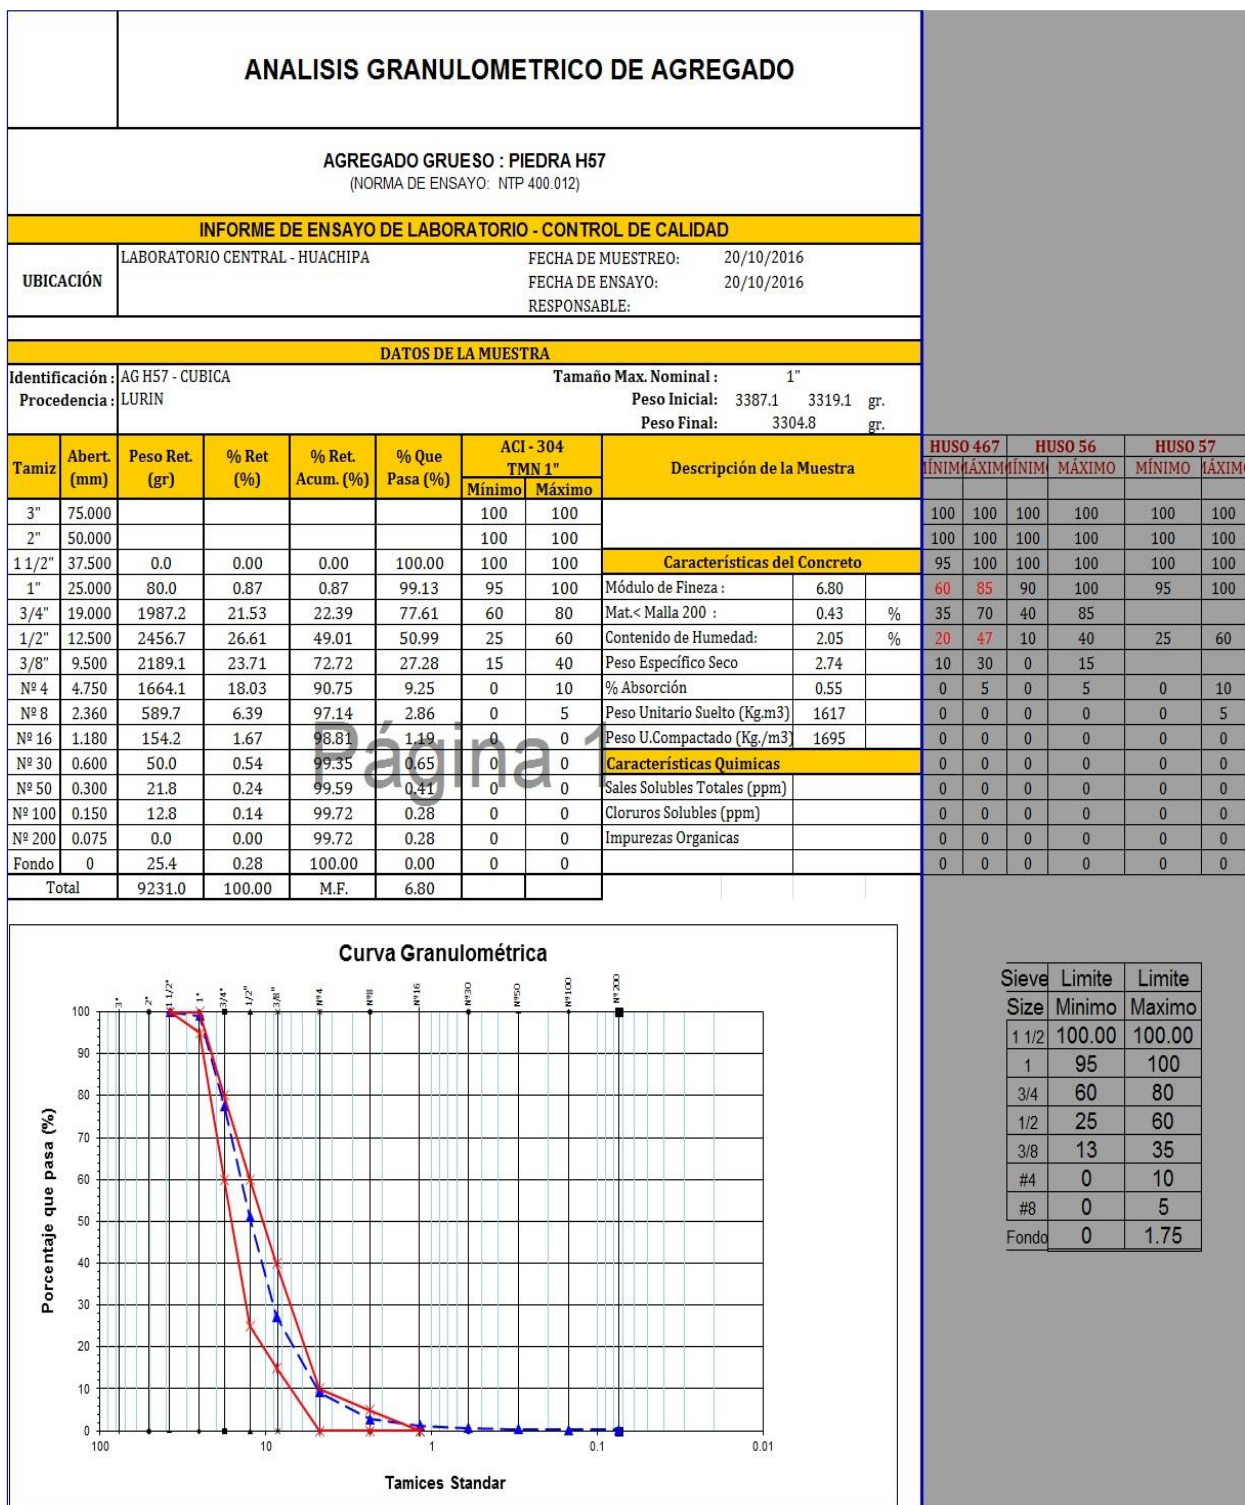 ANALISIS GRANULOMETRICO DE AGREGADO
AGREGADO GRUESO : PIEDRA H57
(NORMA DE ENSAYO: NTP 400.012)
INFORME DE ENSAYO DE LABORATORIO - CONTROL DE CALIDAD
UBICACIÓN LABORATORIO CENTRAL - HUACHIPA FECHA DE MUESTREO: 20/10/2016
FECHA DE ENSAYO: 20/10/2016
RESPONSABLE:
DATOS DE LA MUESTRA
Identificación : AG H57 - CUBICA Tamaño Max. Nominal : 1"
Procedencia : LURIN Peso Inicial: 3387.1 3319.1 gr.
Peso Final: 3304.8 gr.
Tamiz Abert. (mm) Peso Ret. (gr) % Ret (%) % Ret. Acum. (%) % Que Pasa (%) ACI - 304 TMN 1" Descripción de la Muestra HUSO 467 HUSO 56 HUSO 57
Mínimo Máximo ÍNIM ÁXIM ÍNIM MÁXIMO MÍNIMO ÁXIM
3" 75.000 100 100 100 100 100 100 100 100
2" 50.000 100 100 100 100 100 100 100 100
1 1/2" 37.500 0.0 0.00 0.00 100.00 100 100 Características del Concreto 95 100 100 100 100 100
1" 25.000 80.0 0.87 0.87 99.13 95 100 Módulo de Fineza : 6.80 60 85 90 100 95 100
3/4" 19.000 1987.2 21.53 22.39 77.61 60 80 Mat.< Malla 200 : 0.43 % 35 70 40 85
1/2" 12.500 2456.7 26.61 49.01 50.99 25 60 Contenido de Humedad: 2.05 % 20 47 10 40 25 60
3/8" 9.500 2189.1 23.71 72.72 27.28 15 40 Peso Específico Seco 2.74 10 30 0 15
Nº 4 4.750 1664.1 18.03 90.75 9.25 0 10 % Absorción 0.55 0 5 0 5 0 10
Nº 8 2.360 589.7 6.39 97.14 2.86 0 5 Peso Unitario Suelto (Kg.m3) 1617 0 0 0 0 0 5
Nº 16 1.180 154.2 1.67 98.81 1.19 0 0 Peso U.Compactado (Kg./m3) 1695 0 0 0 0 0 0
Página 1
Nº 30 0.600 50.0 0.54 99.35 0.65 0 0 Características Quimicas 0 0 0 0 0 0
Nº 50 0.300 21.8 0.24 99.59 0.41 0 0 Sales Solubles Totales (ppm) 0 0 0 0 0 0
Nº 100 0.150 12.8 0.14 99.72 0.28 0 0 Cloruros Solubles (ppm) 0 0 0 0 0 0
Nº 200 0.075 0.0 0.00 99.72 0.28 0 0 Impurezas Organicas 0 0 0 0 0 0
Fondo 0 25.4 0.28 100.00 0.00 0 0 0 0 0 0 0 0
Total 9231.0 100.00 M.F. 6.80
Curva Granulométrica
3" 2" 1 1/2" 1" 3/4" 1/2" 3/8" Nº4 Nº8 Nº16 Nº30 Nº50 Nº100 Nº200
100
90
80
70
60
50
40
30
20
10
0
Porcentaje que pasa (%)
100 10 1 0.1 0.01
Tamices Standar
Sieve Limite Limite
Size Minimo Maximo
1 1/2 100.00 100.00
1 95 100
3/4 60 80
1/2 25 60
3/8 13 35
#4 0 10
#8 0 5
Fondo 0 1.75